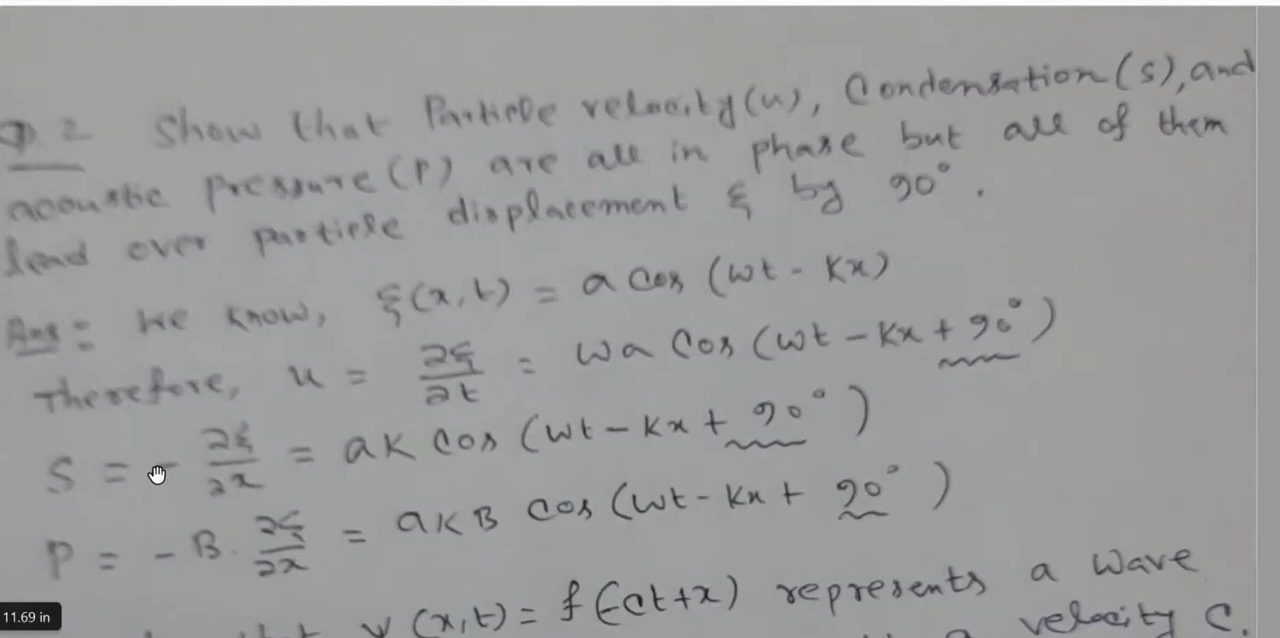 Q 2 Show that Particle velocity(u), Condensation(s), and
acoustic pressure(P) are all in phase but all of them
lead over particle displacement ξ by 90°.
Ans: We know, ξ(x,t) = a Cos (ωt - Kx)
Therefore, u = ∂ξ/∂t = ωa Cos (ωt - Kx + 90°)
S = - ∂ξ/∂x = aK Cos (ωt - Kx + 90°)
P = - B. ∂ξ/∂x = aKB Cos (ωt - Kx + 90°)
ψ(x,t) = f(-ct+x) represents a wave
velocity C.
11.69 in